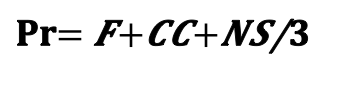 Pr= F+CC+NS/3